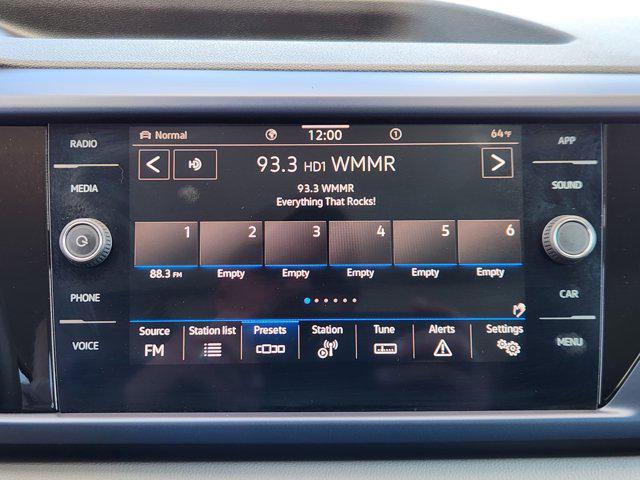 RADIO
MEDIA
PHONE
VOICE
Normal
12:00
1
64°F
93.3 HD1 WMMR
93.3 WMMR
Everything That Rocks!
1 2 3 4 5 6
88.3 FM Empty Empty Empty Empty Empty
Source Station list Presets Station Tune Alerts Settings
FM
APP
SOUND
CAR
MENU